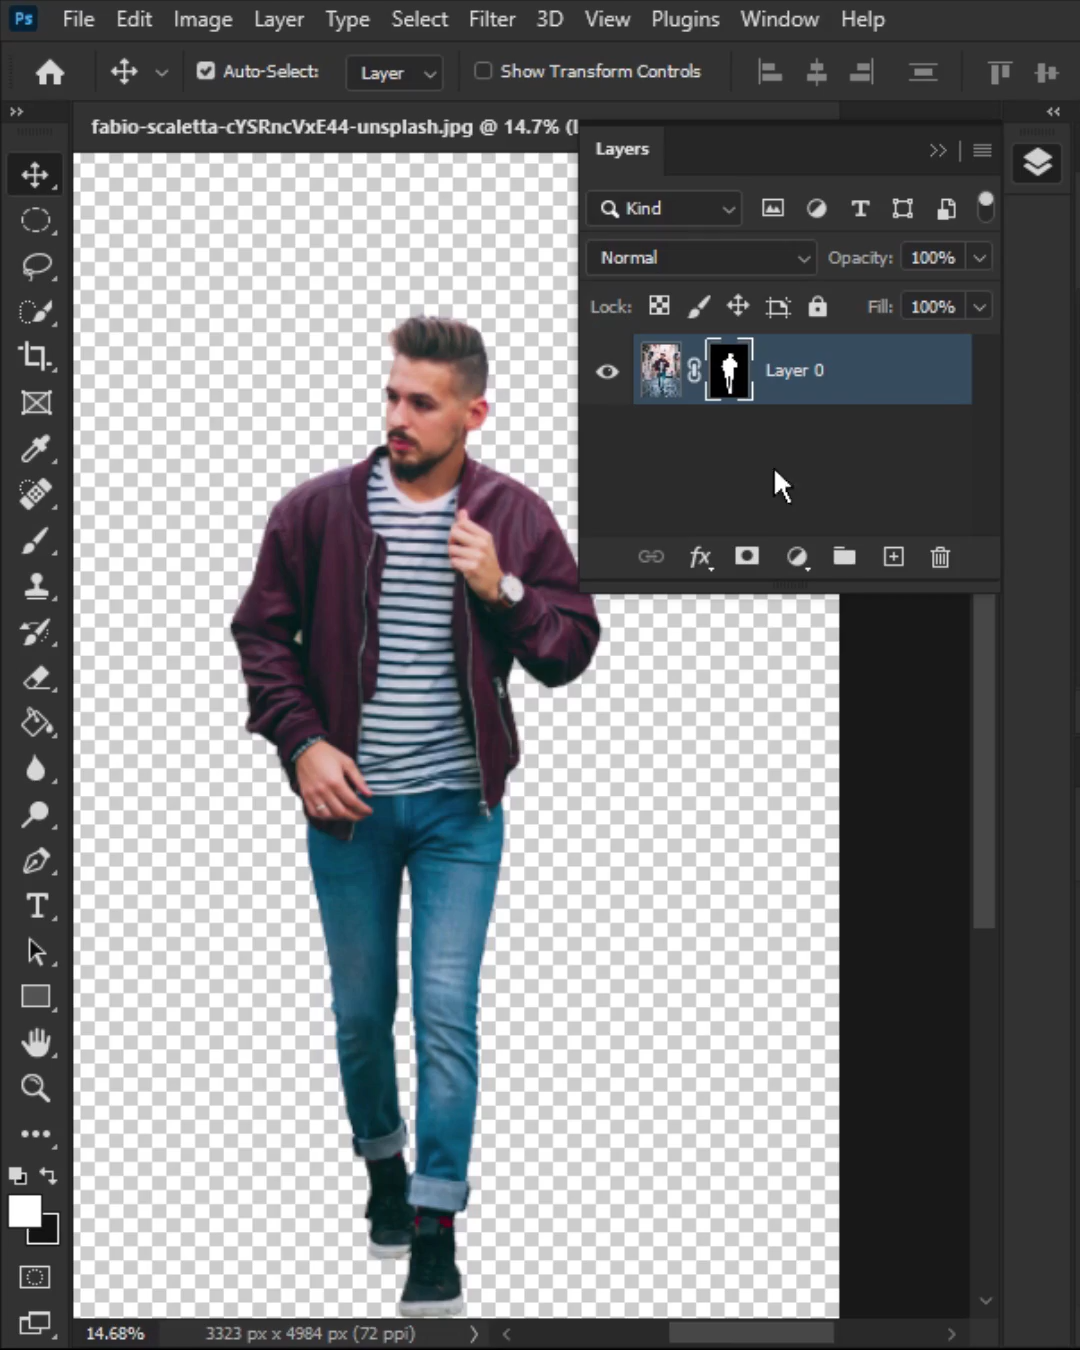 Ps File Edit Image Layer Type Select Filter 3D View Plugins Window Help
Auto-Select: Layer Show Transform Controls
fabio-scaletta-cYSRncVxE44-unsplash.jpg @ 14.7% (L
Layers
Kind
Normal Opacity: 100%
Lock: Fill: 100%
Layer 0
fx
14.68% 3323 px x 4984 px (72 ppi)